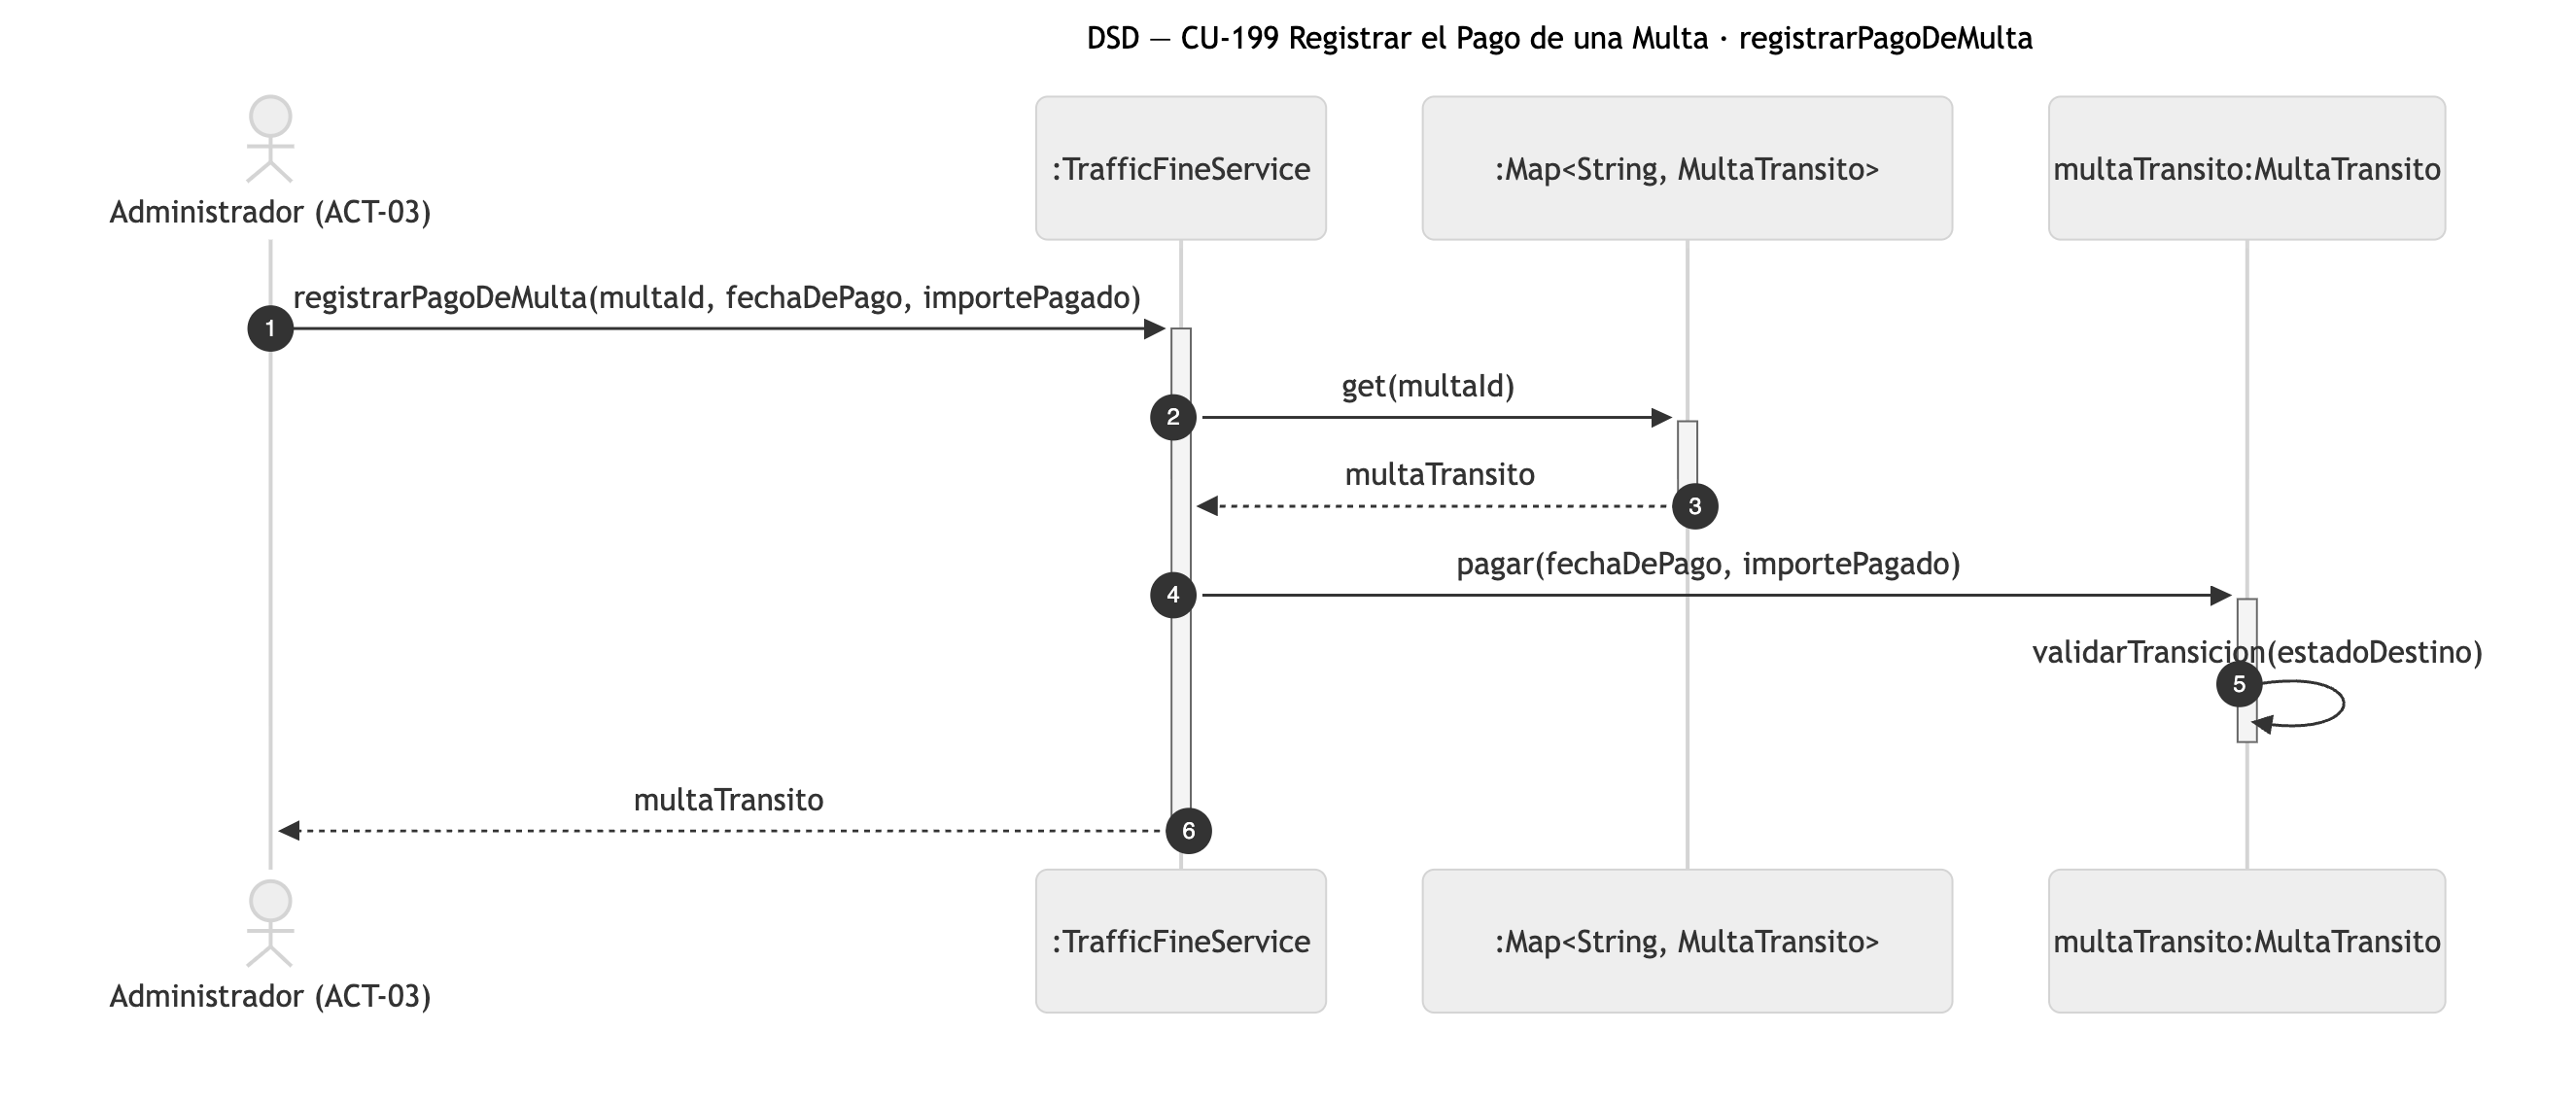 DSD — CU-199 Registrar el Pago de una Multa · registrarPagoDeMulta
Administrador (ACT-03)
:TrafficFineService
:Map<String, MultaTransito>
multaTransito:MultaTransito
registrarPagoDeMulta(multaId, fechaDePago, importePagado)
1
get(multaId)
2
multaTransito
3
pagar(fechaDePago, importePagado)
4
validarTransicion(estadoDestino)
5
multaTransito
6
Administrador (ACT-03)
:TrafficFineService
:Map<String, MultaTransito>
multaTransito:MultaTransito